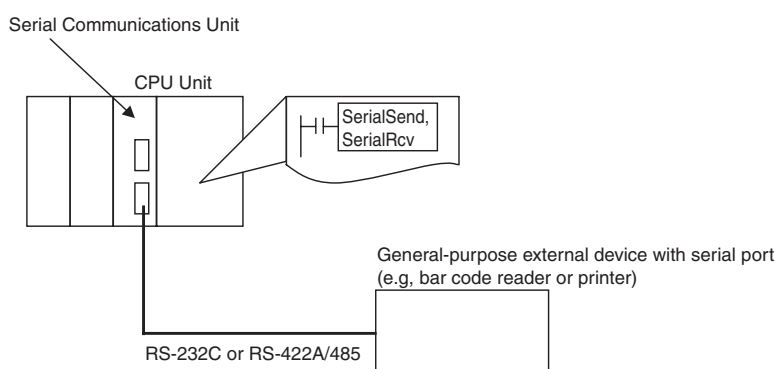 Serial Communications Unit
CPU Unit
SerialSend,
SerialRcv
General-purpose external device with serial port
(e.g, bar code reader or printer)
RS-232C or RS-422A/485